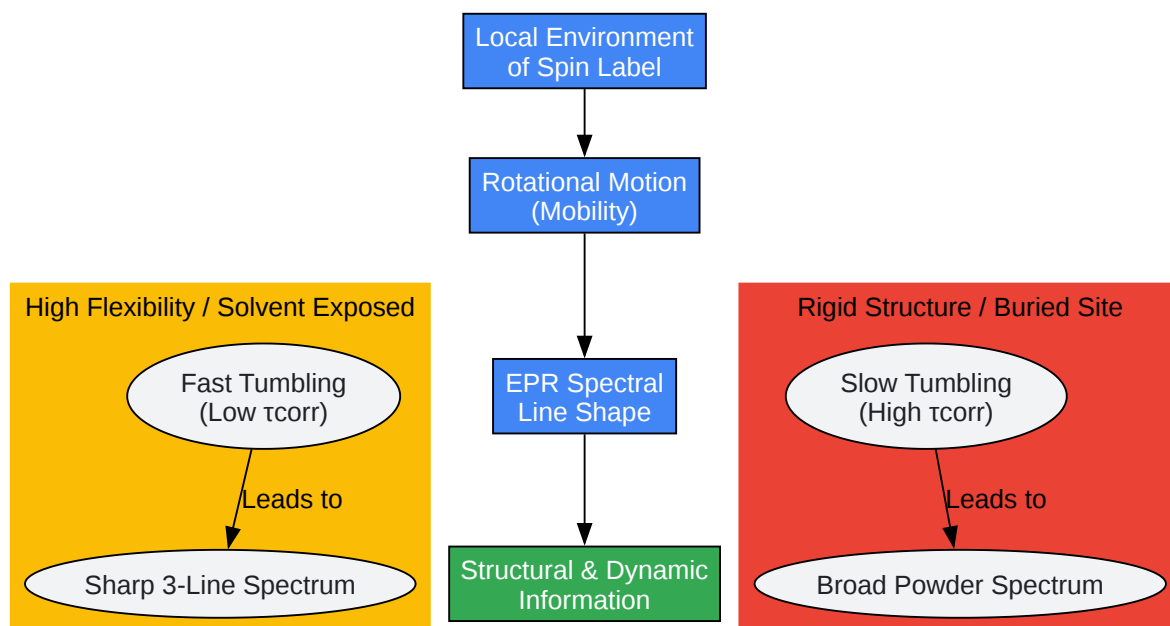 Local Environment
of Spin Label
Rotational Motion
(Mobility)
High Flexibility / Solvent Exposed
Rigid Structure / Buried Site
Fast Tumbling
(Low τcorr)
EPR Spectral
Line Shape
Slow Tumbling
(High τcorr)
Leads to
Leads to
Sharp 3-Line Spectrum
Structural & Dynamic
Information
Broad Powder Spectrum